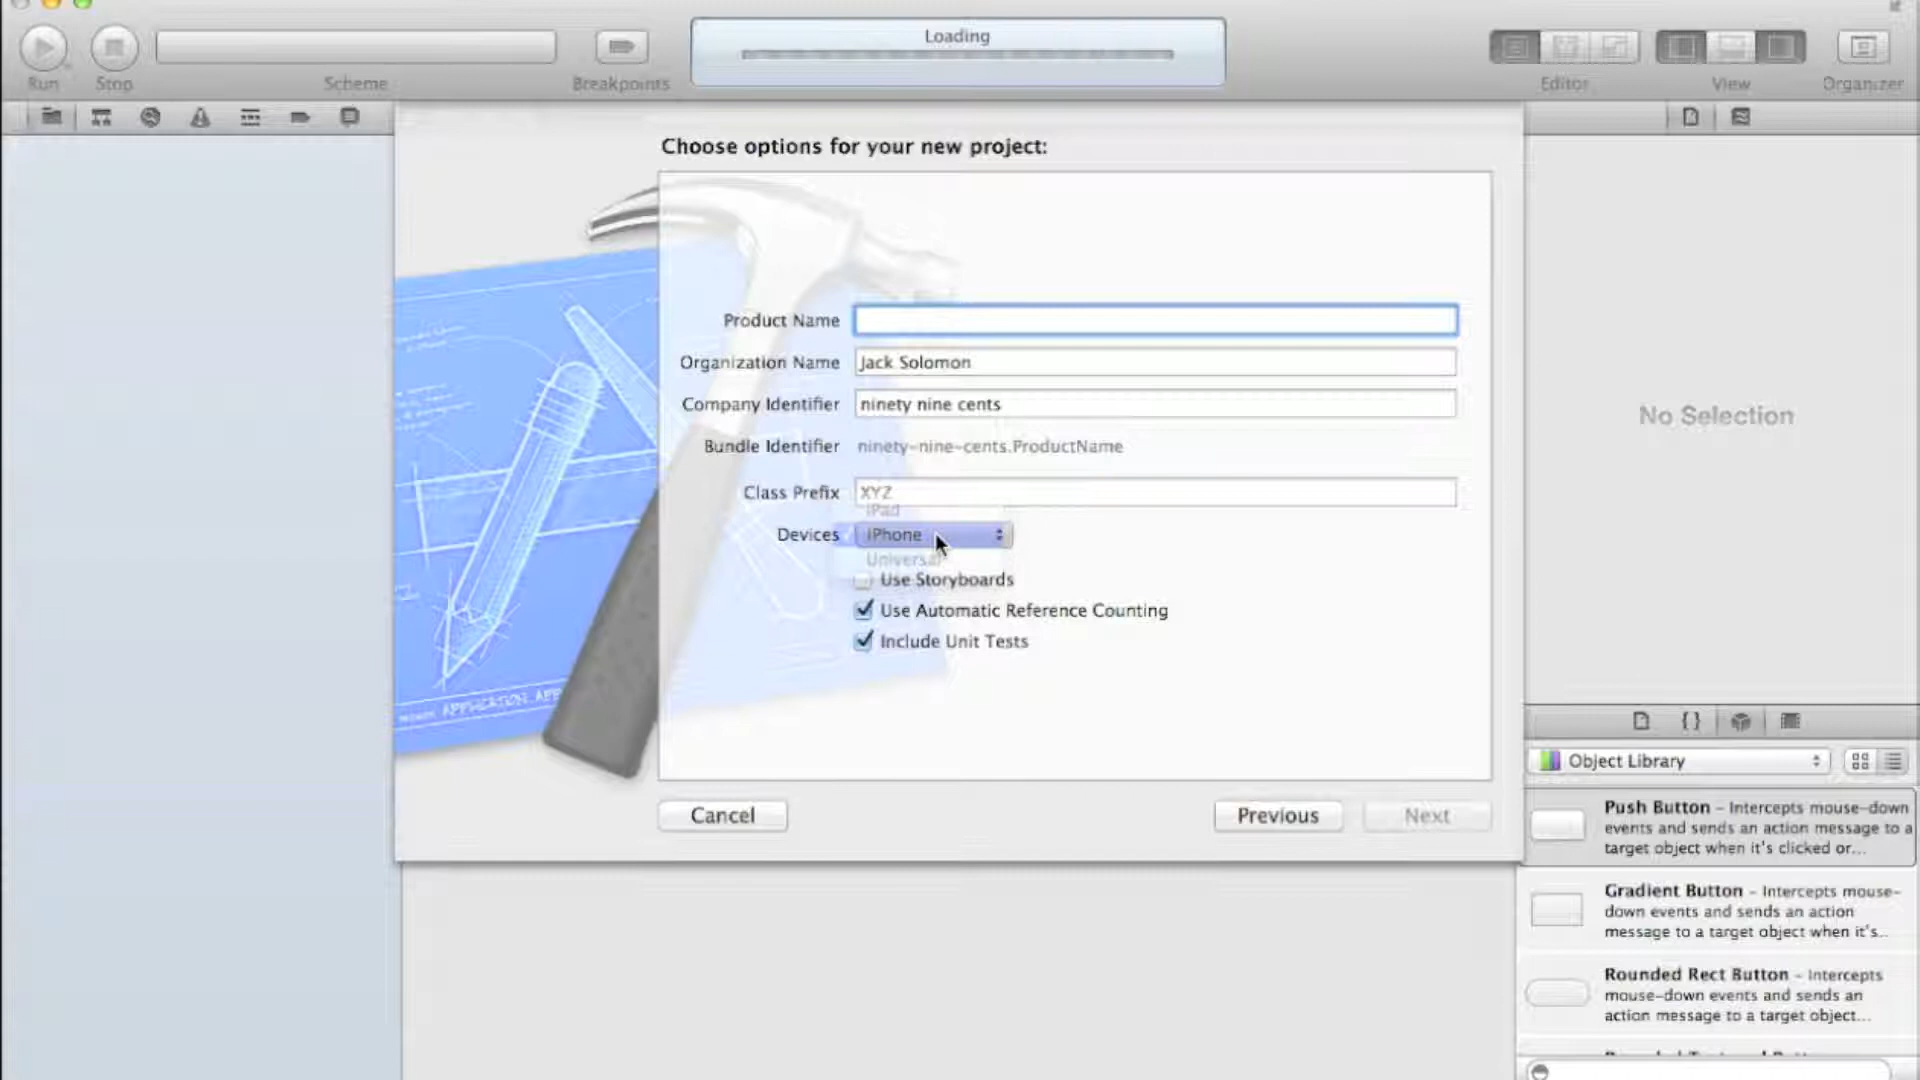 Loading
Run
Stop
Scheme
Breakpoints
Editor
View
Organizer
Choose options for your new project:
Product Name
Organization Name Jack Solomon
Company Identifier ninety nine cents
Bundle Identifier ninety-nine-cents.ProductName
Class Prefix XYZ
iPad
Devices iPhone
Universal
Use Storyboards
Use Automatic Reference Counting
Include Unit Tests
Cancel
Previous
Next
APPLICATION APP
No Selection
Object Library
Push Button - Intercepts mouse-down
events and sends an action message to a
target object when it's clicked or...
Gradient Button - Intercepts mouse-
down events and sends an action
message to a target object when it's...
Rounded Rect Button - Intercepts
mouse-down events and sends an
action message to a target object...